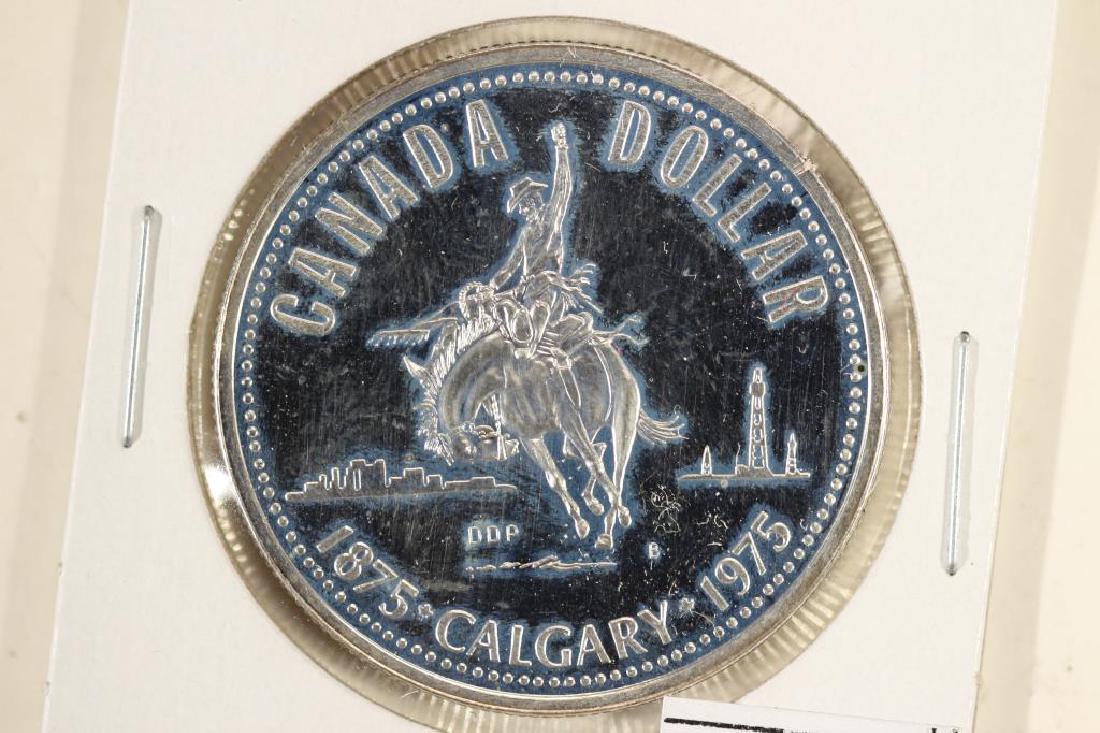 CANADA DOLLAR
DDP
B
1875 • CALGARY • 1975